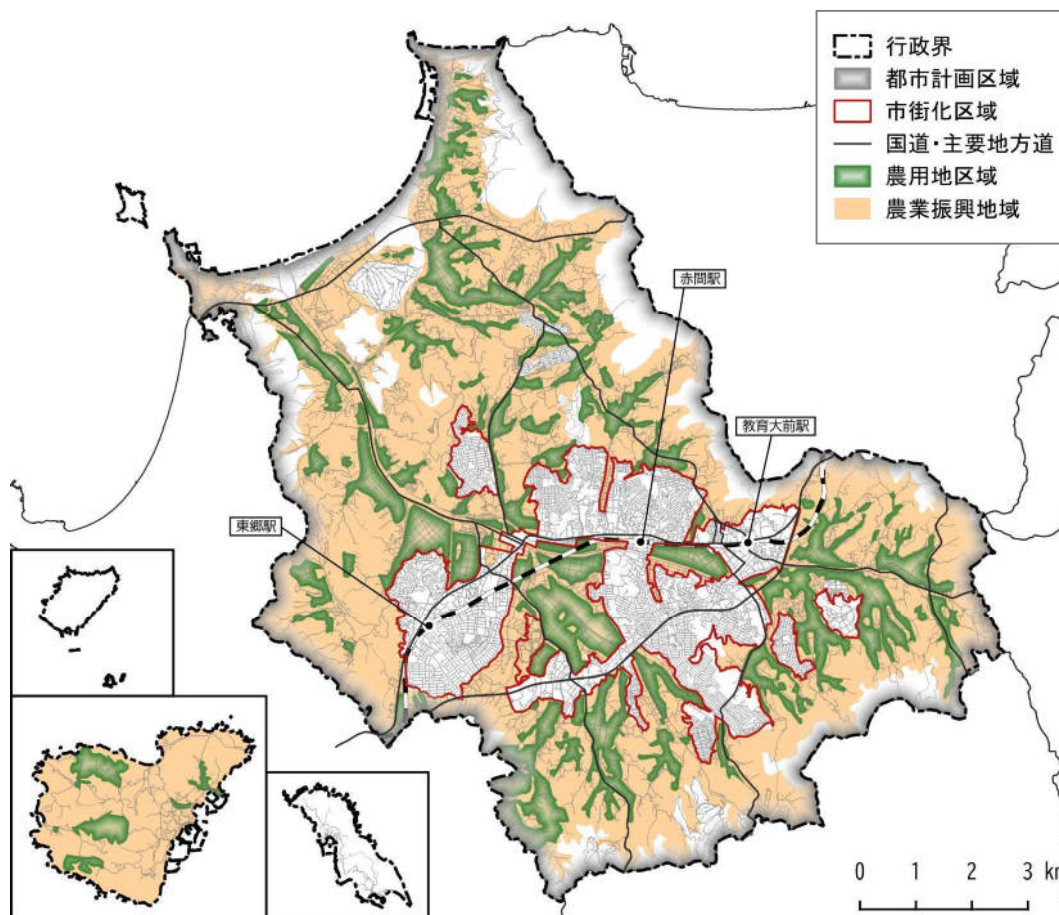 行政界
都市計画区域
市街化区域
国道・主要地方道
農用地区域
農業振興地域
赤間駅
教育大前駅
東郷駅
0 1 2 3 km